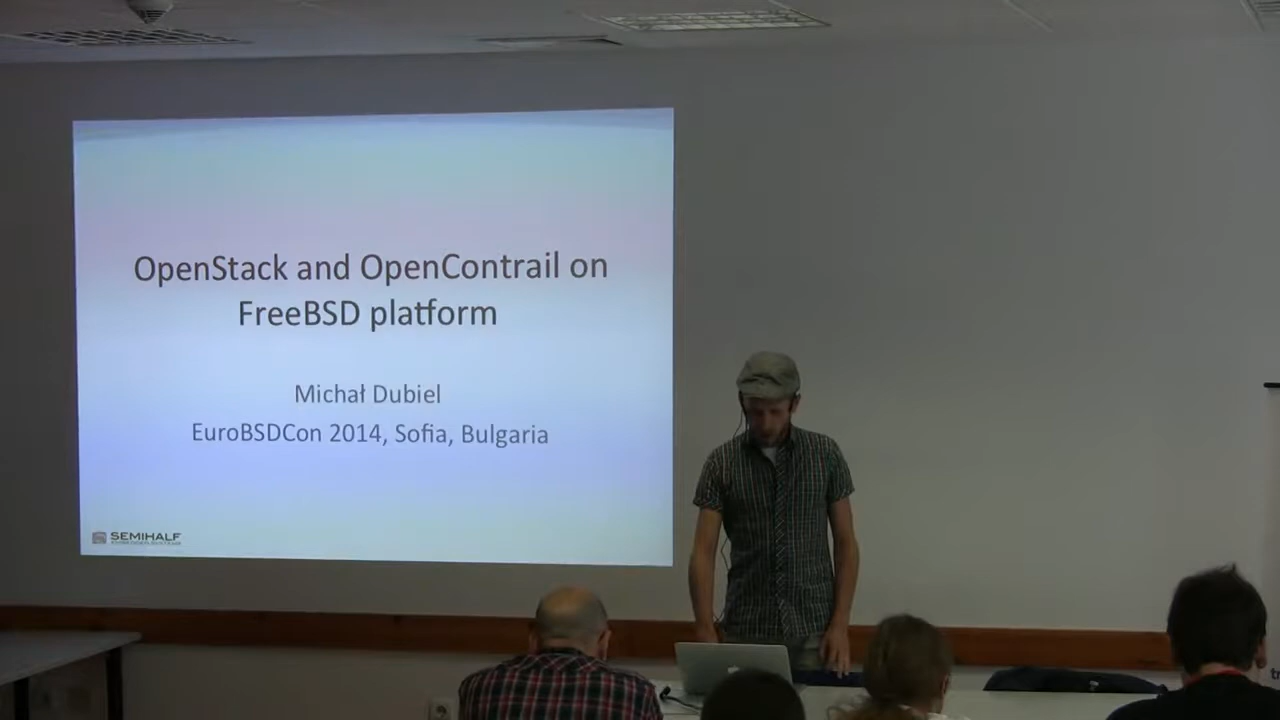 OpenStack and OpenContrail on
FreeBSD platform
Michał Dubiel
EuroBSDCon 2014, Sofia, Bulgaria
SEMIHALF